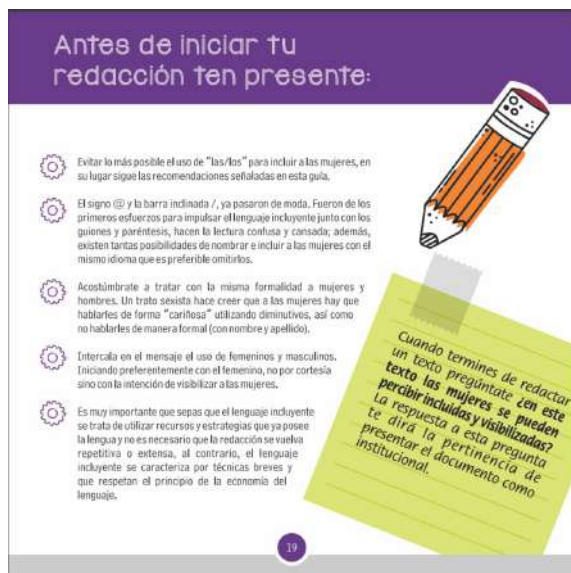 Antes de iniciar tu
redacción ten presente:
Evitar lo más posible el uso de "las/los" para incluir a las mujeres, en
su lugar sigue las recomendaciones señaladas en esta guía.
El signo @ y la barra inclinada /, ya pasaron de moda. Fueron de los
primeros esfuerzos para impulsar el lenguaje incluyente junto con los
guiones y paréntesis, hacen la lectura confusa y cansada; además,
existen tantas posibilidades de nombrar e incluir a las mujeres con el
mismo idioma que es preferible omitirlos.
Acostúmbrate a tratar con la misma formalidad a mujeres y
hombres. Un trato sexista hace creer que a las mujeres hay que
hablarles de forma "cariñosa" utilizando diminutivos, así como
no hablarles de manera formal (con nombre y apellido).
Intercala en el mensaje el uso de femeninos y masculinos.
Iniciando preferentemente con el femenino, no por cortesía
sino con la intención de visibilizar a las mujeres.
Es muy importante que sepas que el lenguaje incluyente
se trata de utilizar recursos y estrategias que ya posee
la lengua y no es necesario que la redacción se vuelva
repetitiva o extensa, al contrario, el lenguaje
incluyente se caracteriza por técnicas breves y
que respetan el principio de la economía del
lenguaje.
Cuando termines de redactar
un texto pregúntate ¿en este
texto las mujeres se pueden
percibir incluidas y visibilizadas?
La respuesta a esta pregunta
te dirá la pertinencia de
presentar el documento como
institucional.
19